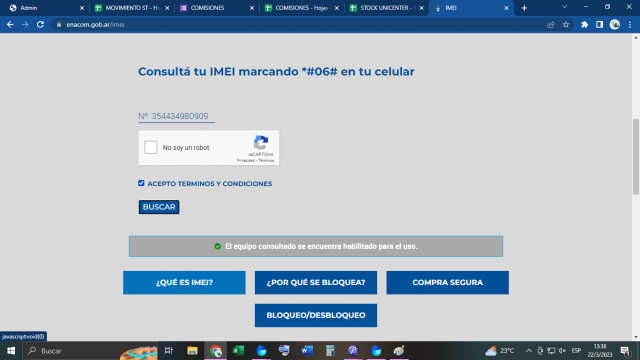 Admin
MOVIMIENTO ST - Ho
COMISIONES
COMISIONES - Hojas
STOCK UNICENTER -
IMEI
enacom.gob.ar/imei
Consultá tu IMEI marcando *#06# en tu celular
Nº 354434980909
No soy un robot
reCAPTCHA
Privacidad - Términos
ACEPTO TERMINOS Y CONDICIONES
BUSCAR
El equipo consultado se encuentra habilitado para el uso.
¿QUÉ ES IMEI?
¿POR QUÉ SE BLOQUEA?
COMPRA SEGURA
BLOQUEO/DESBLOQUEO
javascript:void(0)
Buscar
23°C
ESP
13:36
22/3/2023